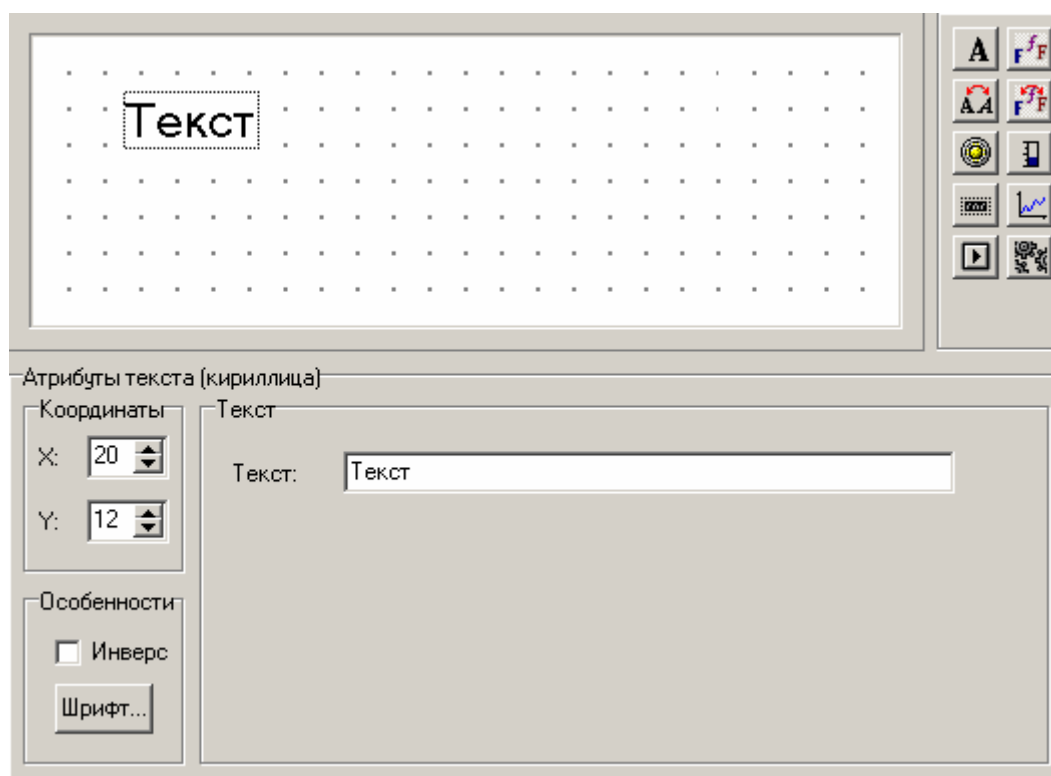 Текст
A
F f F
A A
F f F
Атрибуты текста (кириллица)
Координаты
X: 20
Y: 12
Текст
Текст: Текст
Особенности
Инверс
Шрифт...